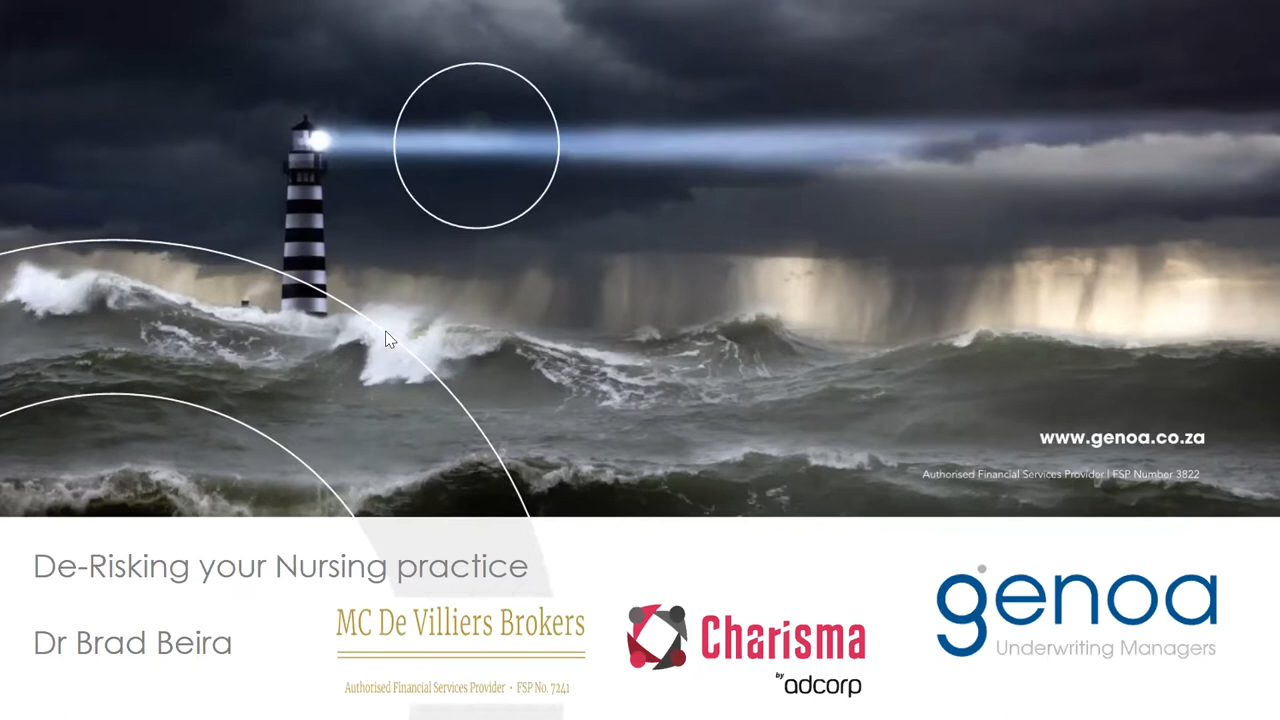 www.genoa.co.za
Authorised Financial Services Provider | FSP Number 3822
De-Risking your Nursing practice
Dr Brad Beira
MC De Villiers Brokers
Authorised Financial Services Provider • FSP No. 7241
Charisma
by adcorp
genoa
Underwriting Managers